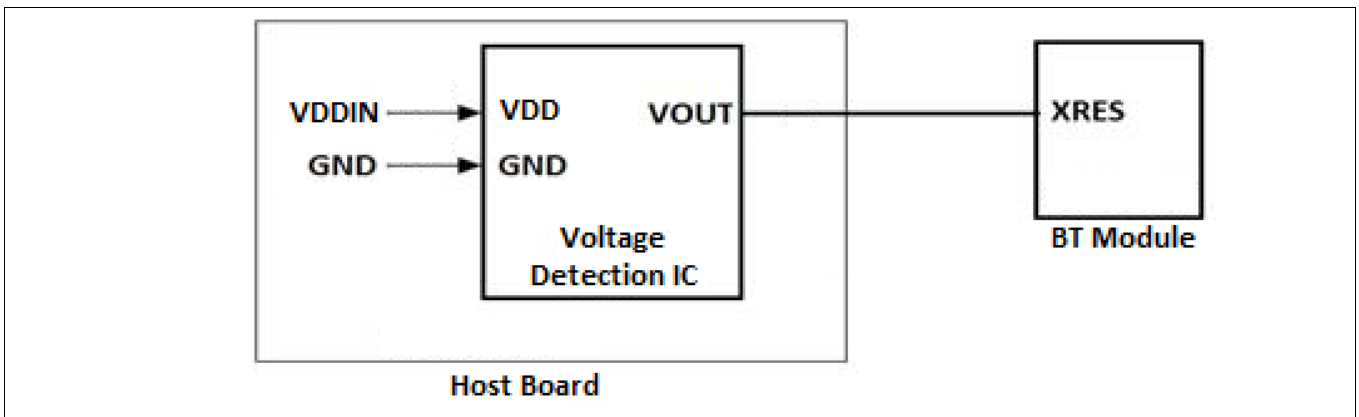 VDDIN
VDD
VOUT
XRES
GND
GND
Voltage
Detection IC
BT Module
Host Board